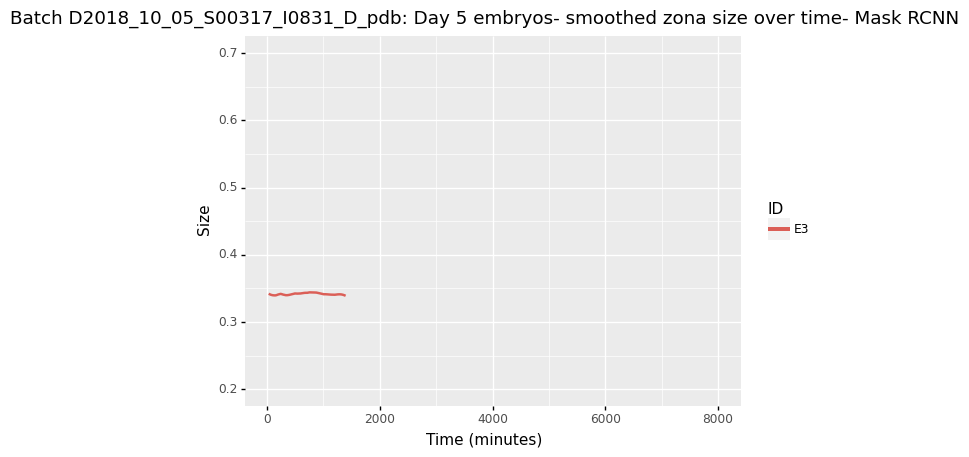 Batch D2018_10_05_S00317_I0831_D_pdb: Day 5 embryos- smoothed zona size over time- Mask RCNN
0.7
0.6
0.5
0.4
0.3
0.2
Size
0 2000 4000 6000 8000
Time (minutes)
ID
E3